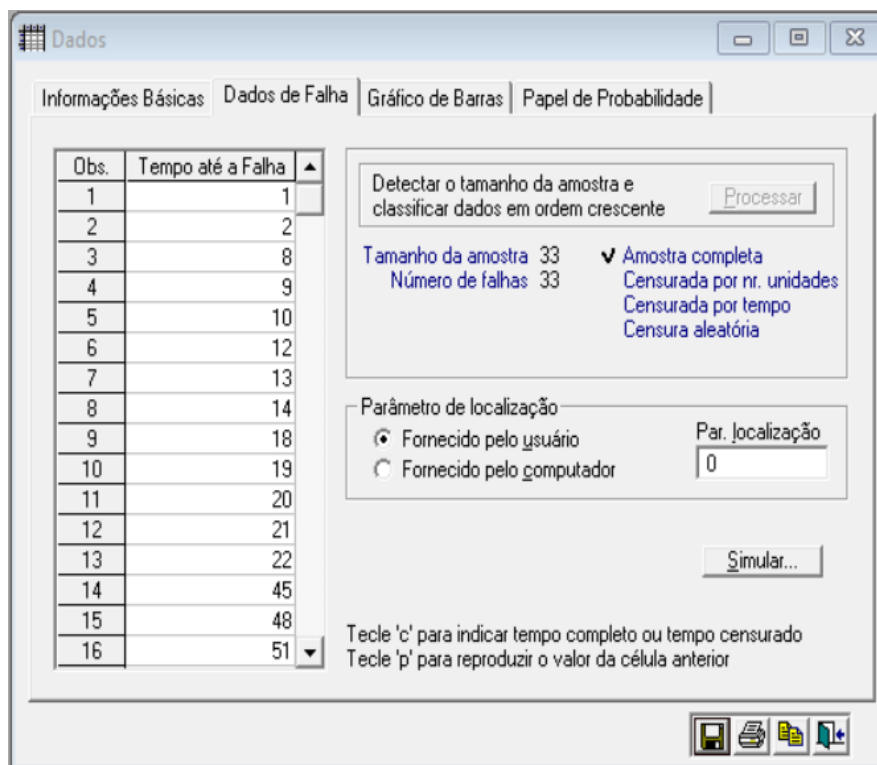 Dados
Informações Básicas Dados de Falha Gráfico de Barras Papel de Probabilidade
Obs. Tempo até a Falha
1 1
2 2
3 8
4 9
5 10
6 12
7 13
8 14
9 18
10 19
11 20
12 21
13 22
14 45
15 48
16 51
Detectar o tamanho da amostra e
classificar dados em ordem crescente
Processar
Tamanho da amostra 33
Número de falhas 33
Amostra completa
Censurada por nr. unidades
Censurada por tempo
Censura aleatória
Parâmetro de localização
Fornecido pelo usuário
Fornecido pelo computador
Par. localização
0
Simular...
Tecle 'c' para indicar tempo completo ou tempo censurado
Tecle 'p' para reproduzir o valor da célula anterior